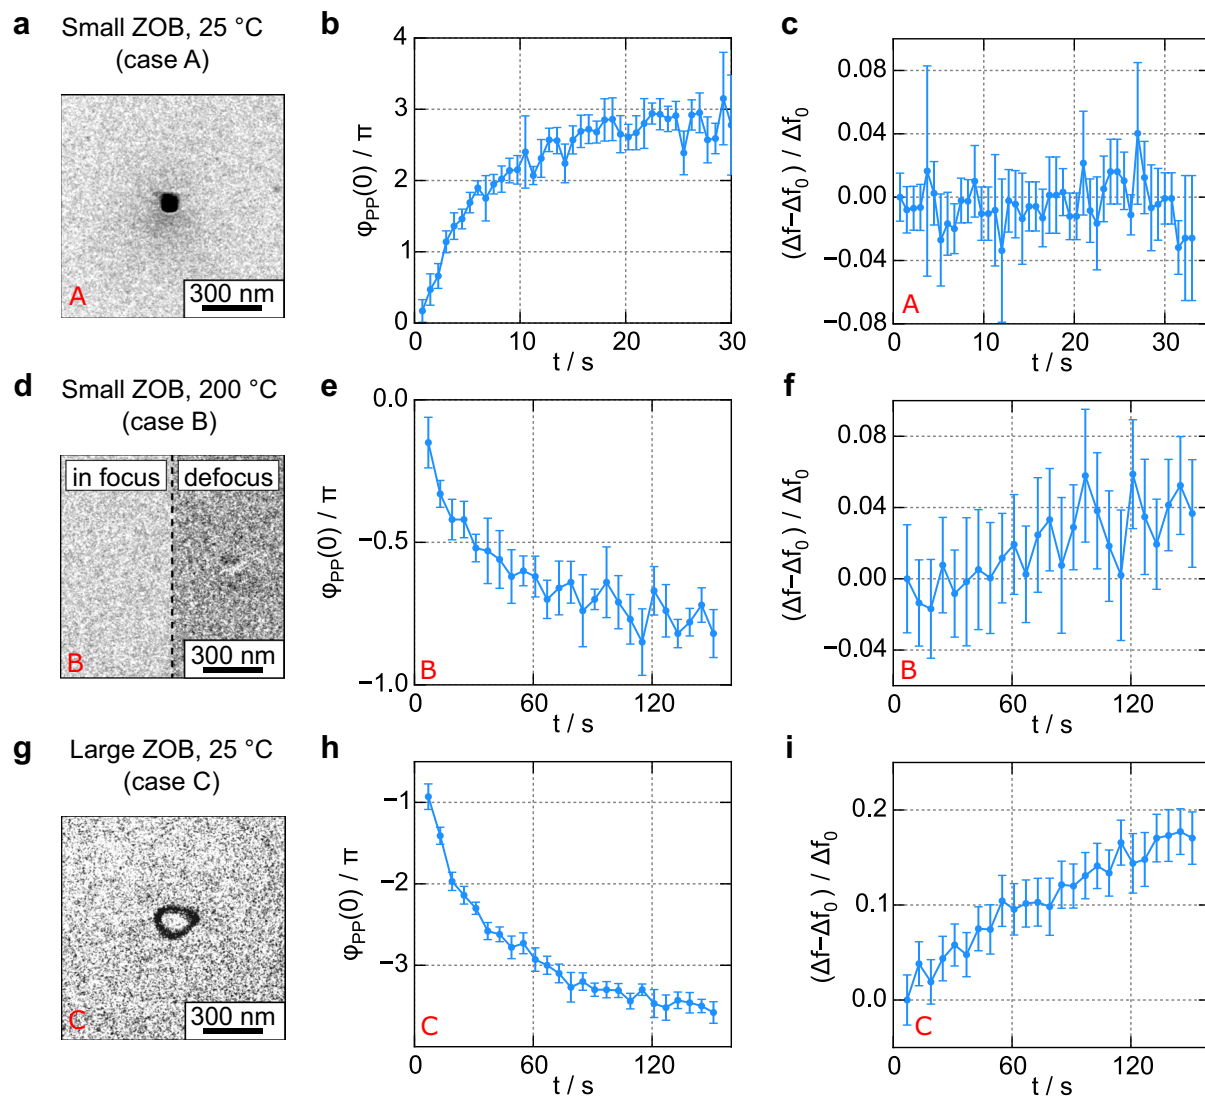 a Small ZOB, 25 °C
(case A)
A
300 nm
b
φPP(0) / π
4
3
2
1
0
0 10 20 30
t / s
c
(Δf−Δf0) / Δf0
0.08
0.04
0.00
−0.04
−0.08
A
0 10 20 30
t / s
d Small ZOB, 200 °C
(case B)
in focus defocus
B
300 nm
e
φPP(0) / π
0.0
−0.5
−1.0
B
0 60 120
t / s
f
(Δf−Δf0) / Δf0
0.08
0.04
0.00
−0.04
B
0 60 120
t / s
g Large ZOB, 25 °C
(case C)
C
300 nm
h
φPP(0) / π
−1
−2
−3
C
0 60 120
t / s
i
(Δf−Δf0) / Δf0
0.2
0.1
0.0
C
0 60 120
t / s